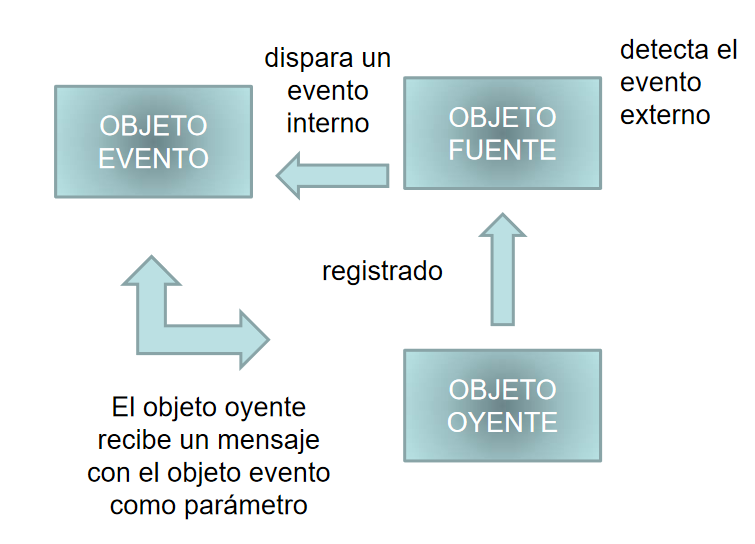 dispara un
evento
interno
detecta el
evento
externo
OBJETO
EVENTO
OBJETO
FUENTE
registrado
OBJETO
OYENTE
El objeto oyente
recibe un mensaje
con el objeto evento
como parámetro